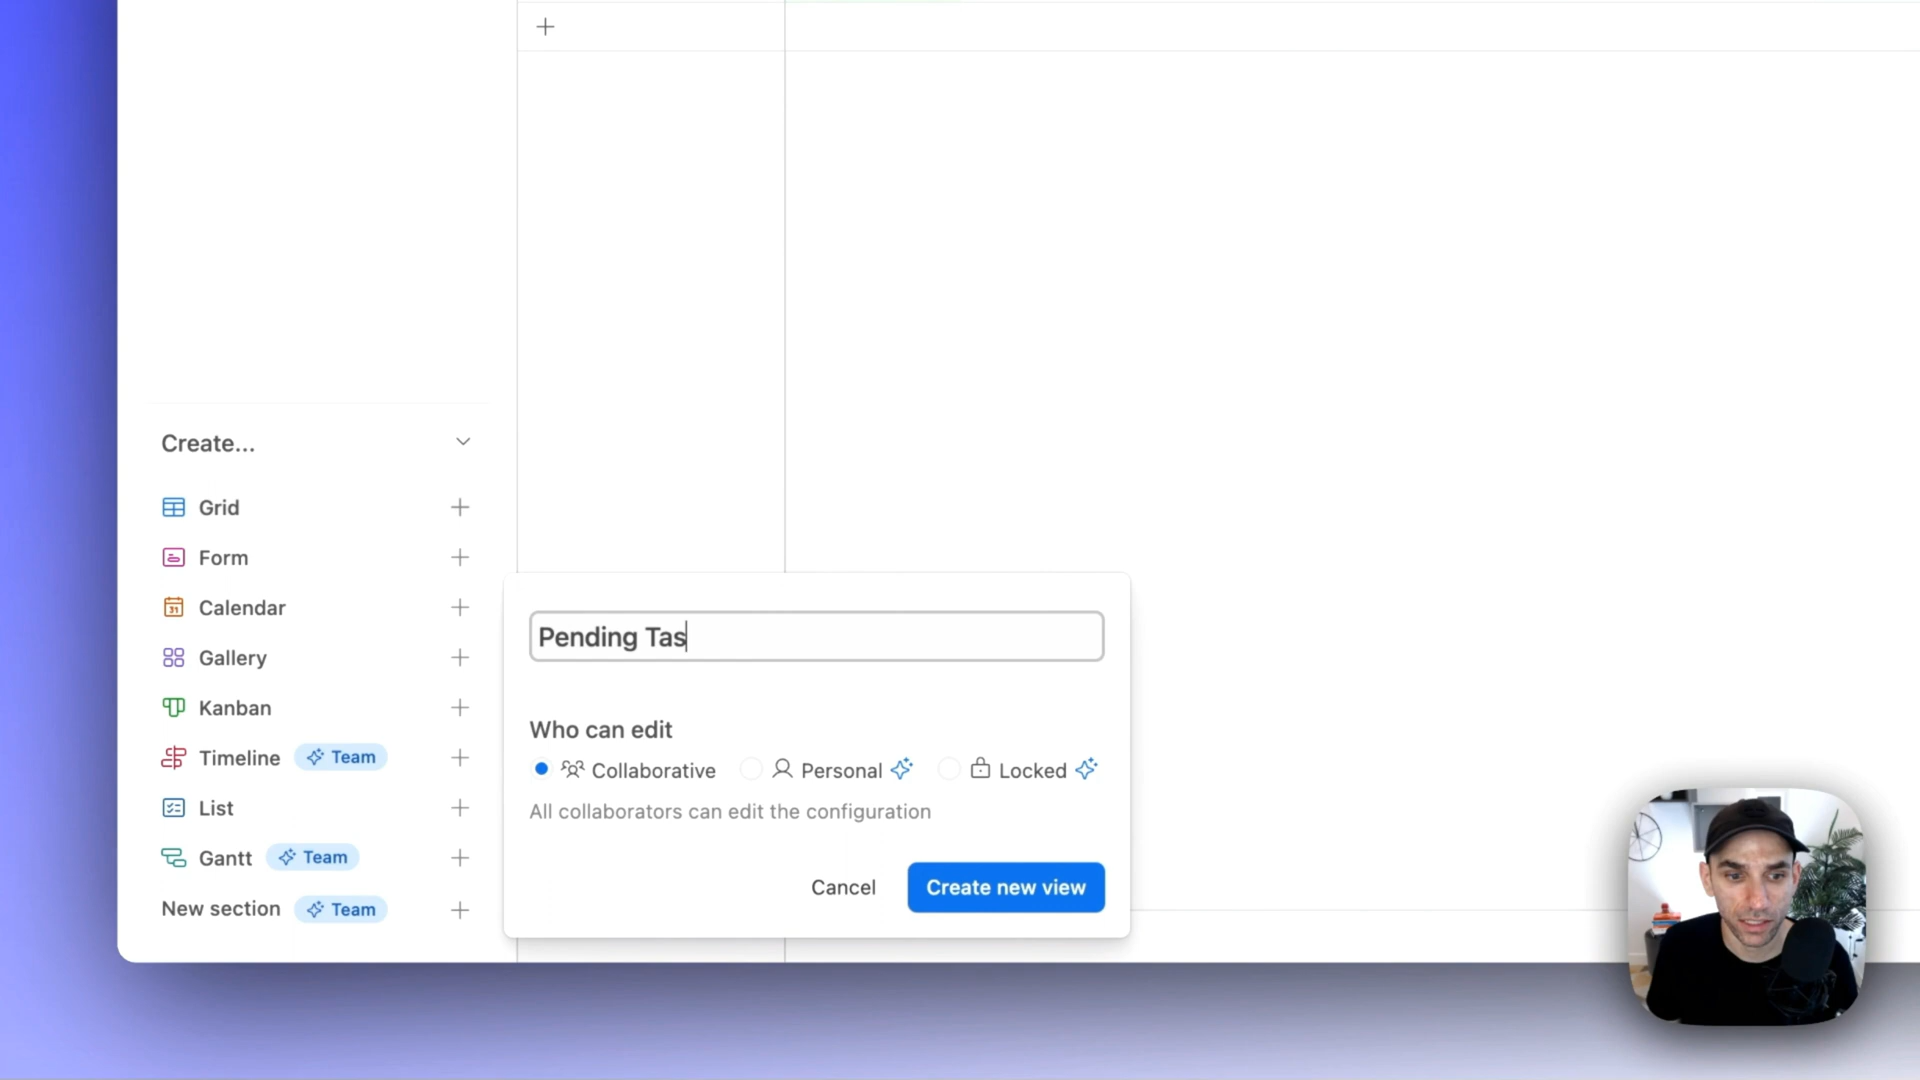 Create...
Grid
Form
31 Calendar
Gallery
Kanban
Timeline Team
List
Gantt Team
New section Team
Pending Tas
Who can edit
Collaborative Personal Locked
All collaborators can edit the configuration
Cancel Create new view